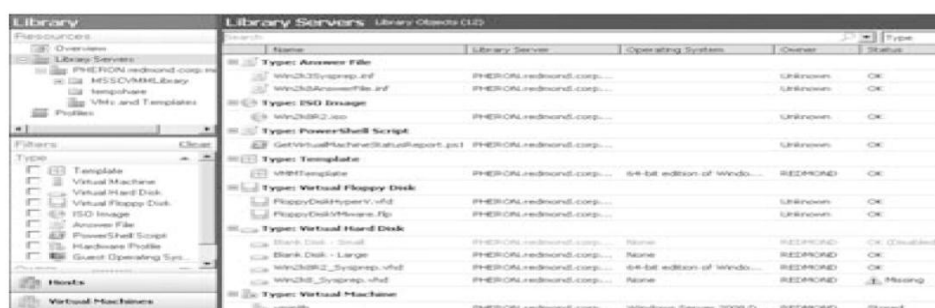 Library
Library Servers Library Objects (12)
Resources
Overview
Library Servers
PHERON.redmond.corp.mi
MSSCVMMLibrary
tempshare
VMs and Templates
Profiles
Filters Clear
Type
Template
Virtual Machine
Virtual Hard Disk
Virtual Floppy Disk
ISO Image
Answer File
PowerShell Script
Hardware Profile
Guest Operating Sys...
Hosts
Virtual Machines
Search Type
Name Library Server Operating System Owner Status
Type: Answer File
Win2k3Sysprep.inf PHERON.redmond.corp.... Unknown OK
Win2k8AnswerFile.inf PHERON.redmond.corp.... Unknown OK
Type: ISO Image
Win2k8R2.iso PHERON.redmond.corp.... Unknown OK
Type: PowerShell Script
GetVirtualMachineStatusReport.ps1 PHERON.redmond.corp.... Unknown OK
Type: Template
VMMTemplate PHERON.redmond.corp.... 64-bit edition of Windo... REDMOND OK
Type: Virtual Floppy Disk
FloppyDiskHyperV.vfd PHERON.redmond.corp.... Unknown OK
FloppyDiskVMware.flp PHERON.redmond.corp.... Unknown OK
Type: Virtual Hard Disk
Blank Disk - Small PHERON.redmond.corp.... None REDMOND OK (Disabled
Blank Disk - Large PHERON.redmond.corp.... None REDMOND OK
Win2k8R2_Sysprep.vhd PHERON.redmond.corp.... 64-bit edition of Windo... REDMOND OK
Win2k8_Sysprep.vhd PHERON.redmond.corp.... None REDMOND Missing
Type: Virtual Machine